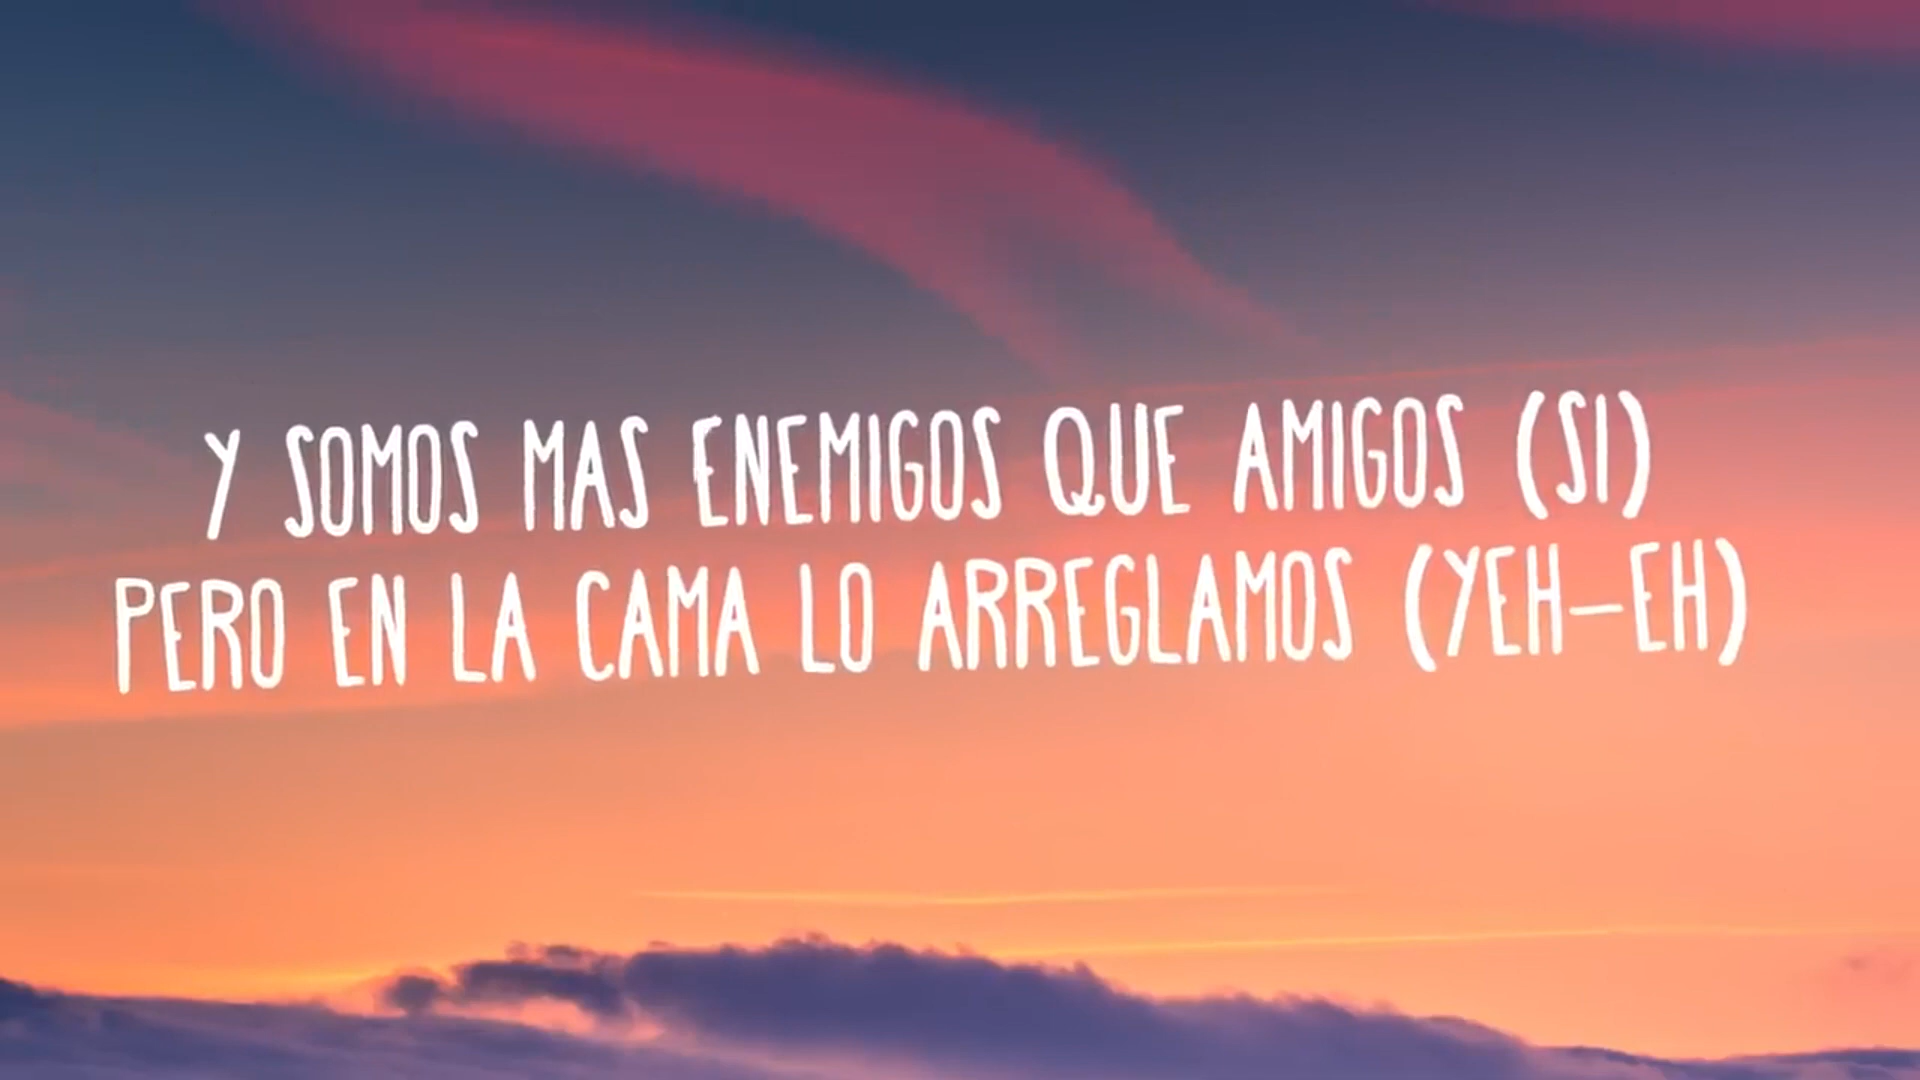 Y SOMOS MAS ENEMIGOS QUE AMIGOS (SI)
PERO EN LA CAMA LO ARREGLAMOS (YEH-EH)